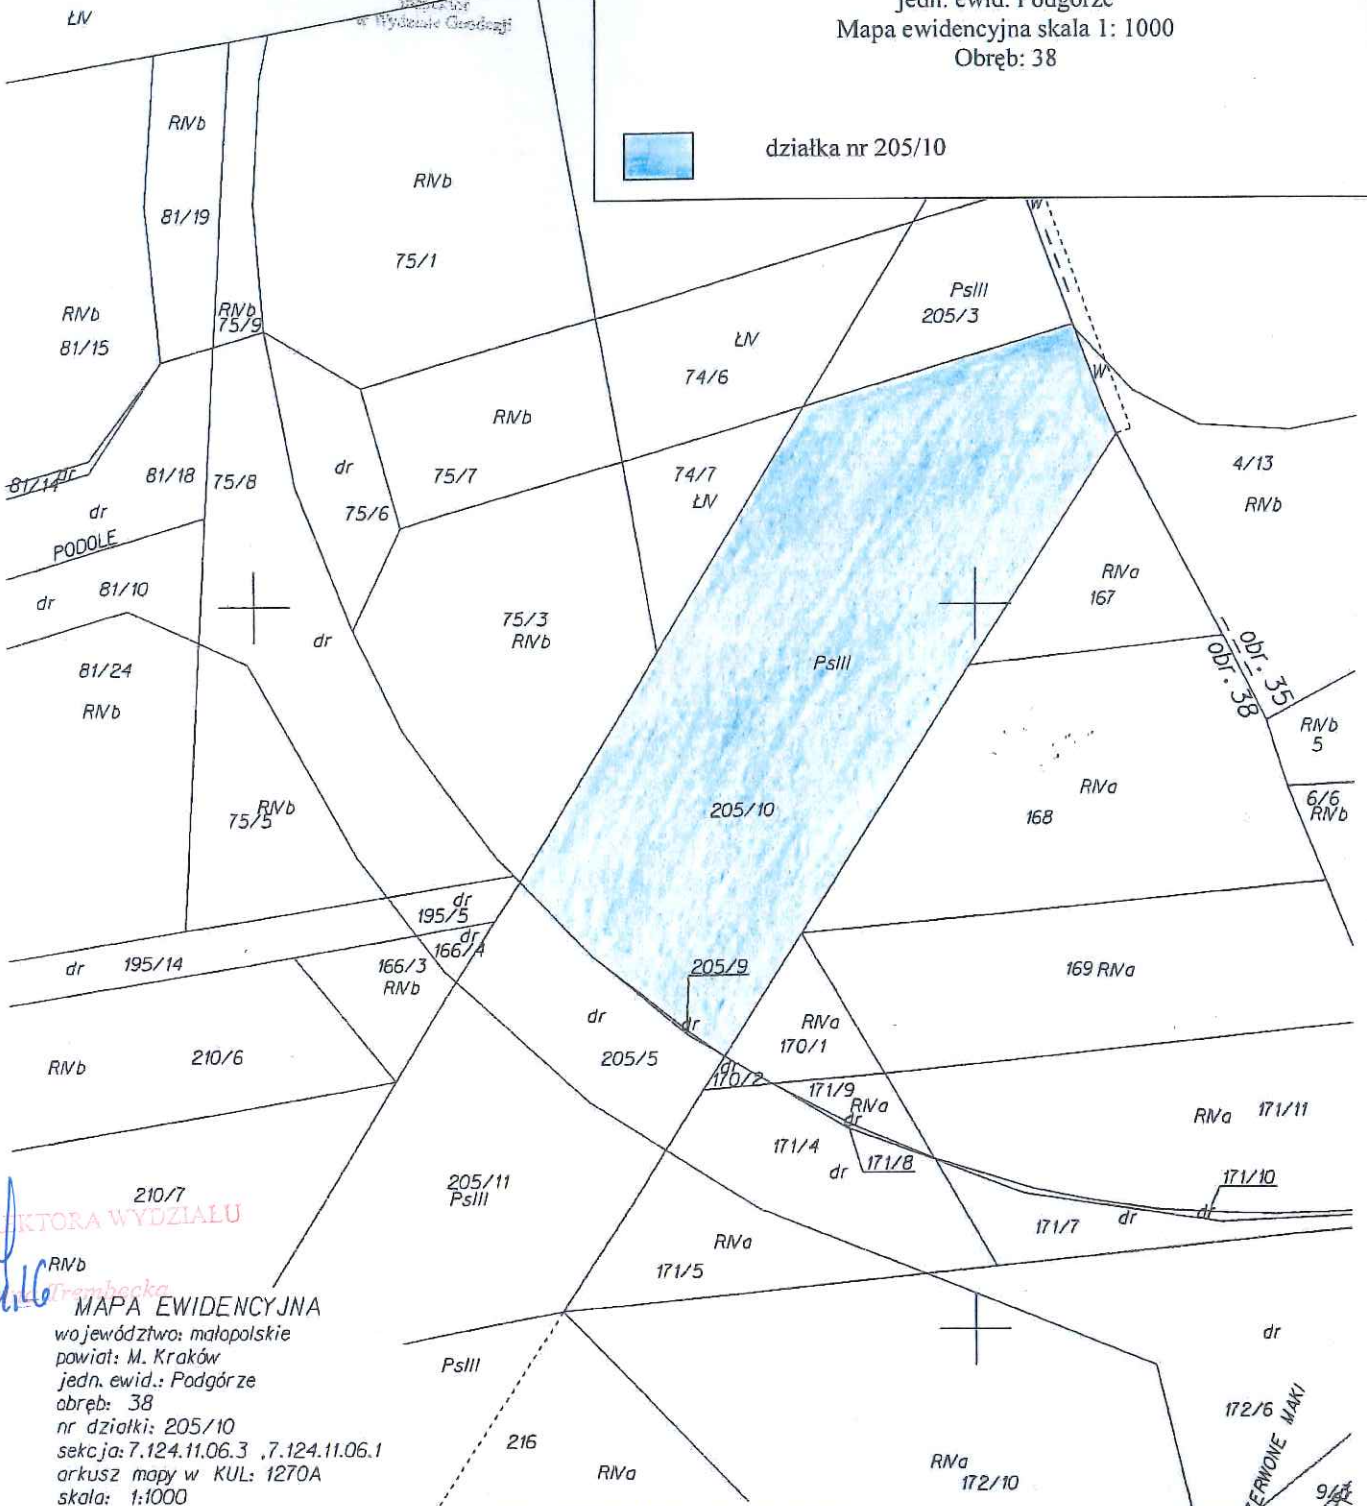 w Wydziale Geodezji
jedn. ewid. Podgórze
Mapa ewidencyjna skala 1: 1000
Obręb: 38
działka nr 205/10
ŁIV
RIVb
81/19
RIVb
75/1
RIVb
81/15
RIVb
75/9
PsIII
205/3
W
ŁIV
74/6
W
RIVb
75/7
74/7
ŁIV
4/13
RIVb
81/14
dr
81/18
75/8
dr
75/6
dr
PODOLE
dr
81/10
dr
75/3
RIVb
RIVa
167
PsIII
obr. 35
obr. 38
81/24
RIVb
RIVb
5
RIVa
168
6/6
RIVb
RIVb
75/5
205/10
dr
195/5
dr
166/4
dr
195/14
166/3
RIVb
205/9
dr
169 RIVa
RIVb
210/6
dr
205/5
RIVa
170/1
dr
170/2
171/9
RIVa
dr
171/4
dr
171/8
RIVa
171/11
171/10
dr
171/7
dr
210/7
205/11
PsIII
RIVa
171/5
EKTORA WYDZIAŁU
RIVb
Trembecka
MAPA EWIDENCYJNA
województwo: małopolskie
powiat: M. Kraków
jedn. ewid.: Podgórze
obręb: 38
nr działki: 205/10
sekcja: 7.124.11.06.3 ,7.124.11.06.1
arkusz mapy w KUL: 1270A
skala: 1:1000
PsIII
216
RIVa
RIVa
172/10
dr
172/6
ERWONE MAKI